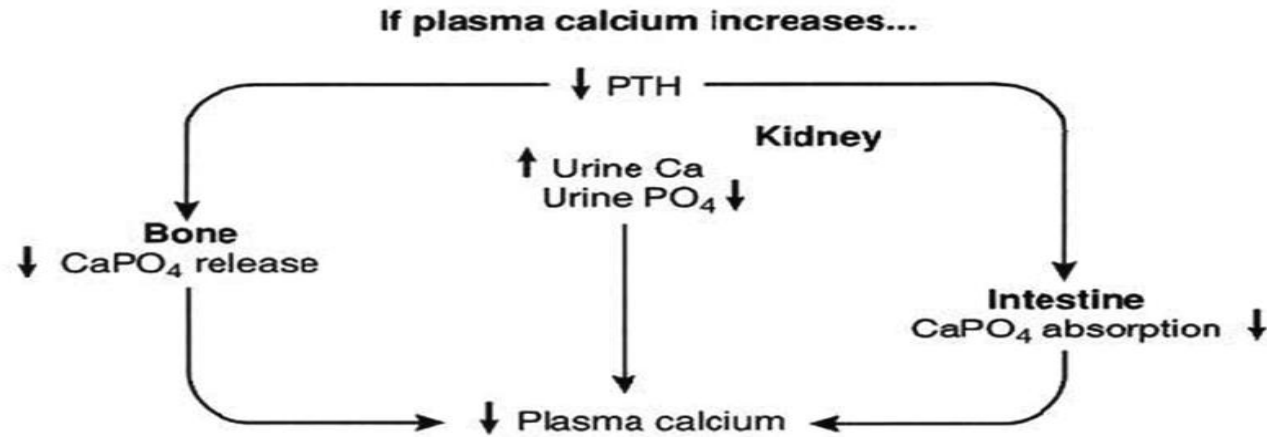 If plasma calcium increases...
↓ PTH
Kidney
↑ Urine Ca
Urine PO₄ ↓
Bone
↓ CaPO₄ release
Intestine
CaPO₄ absorption ↓
↓ Plasma calcium